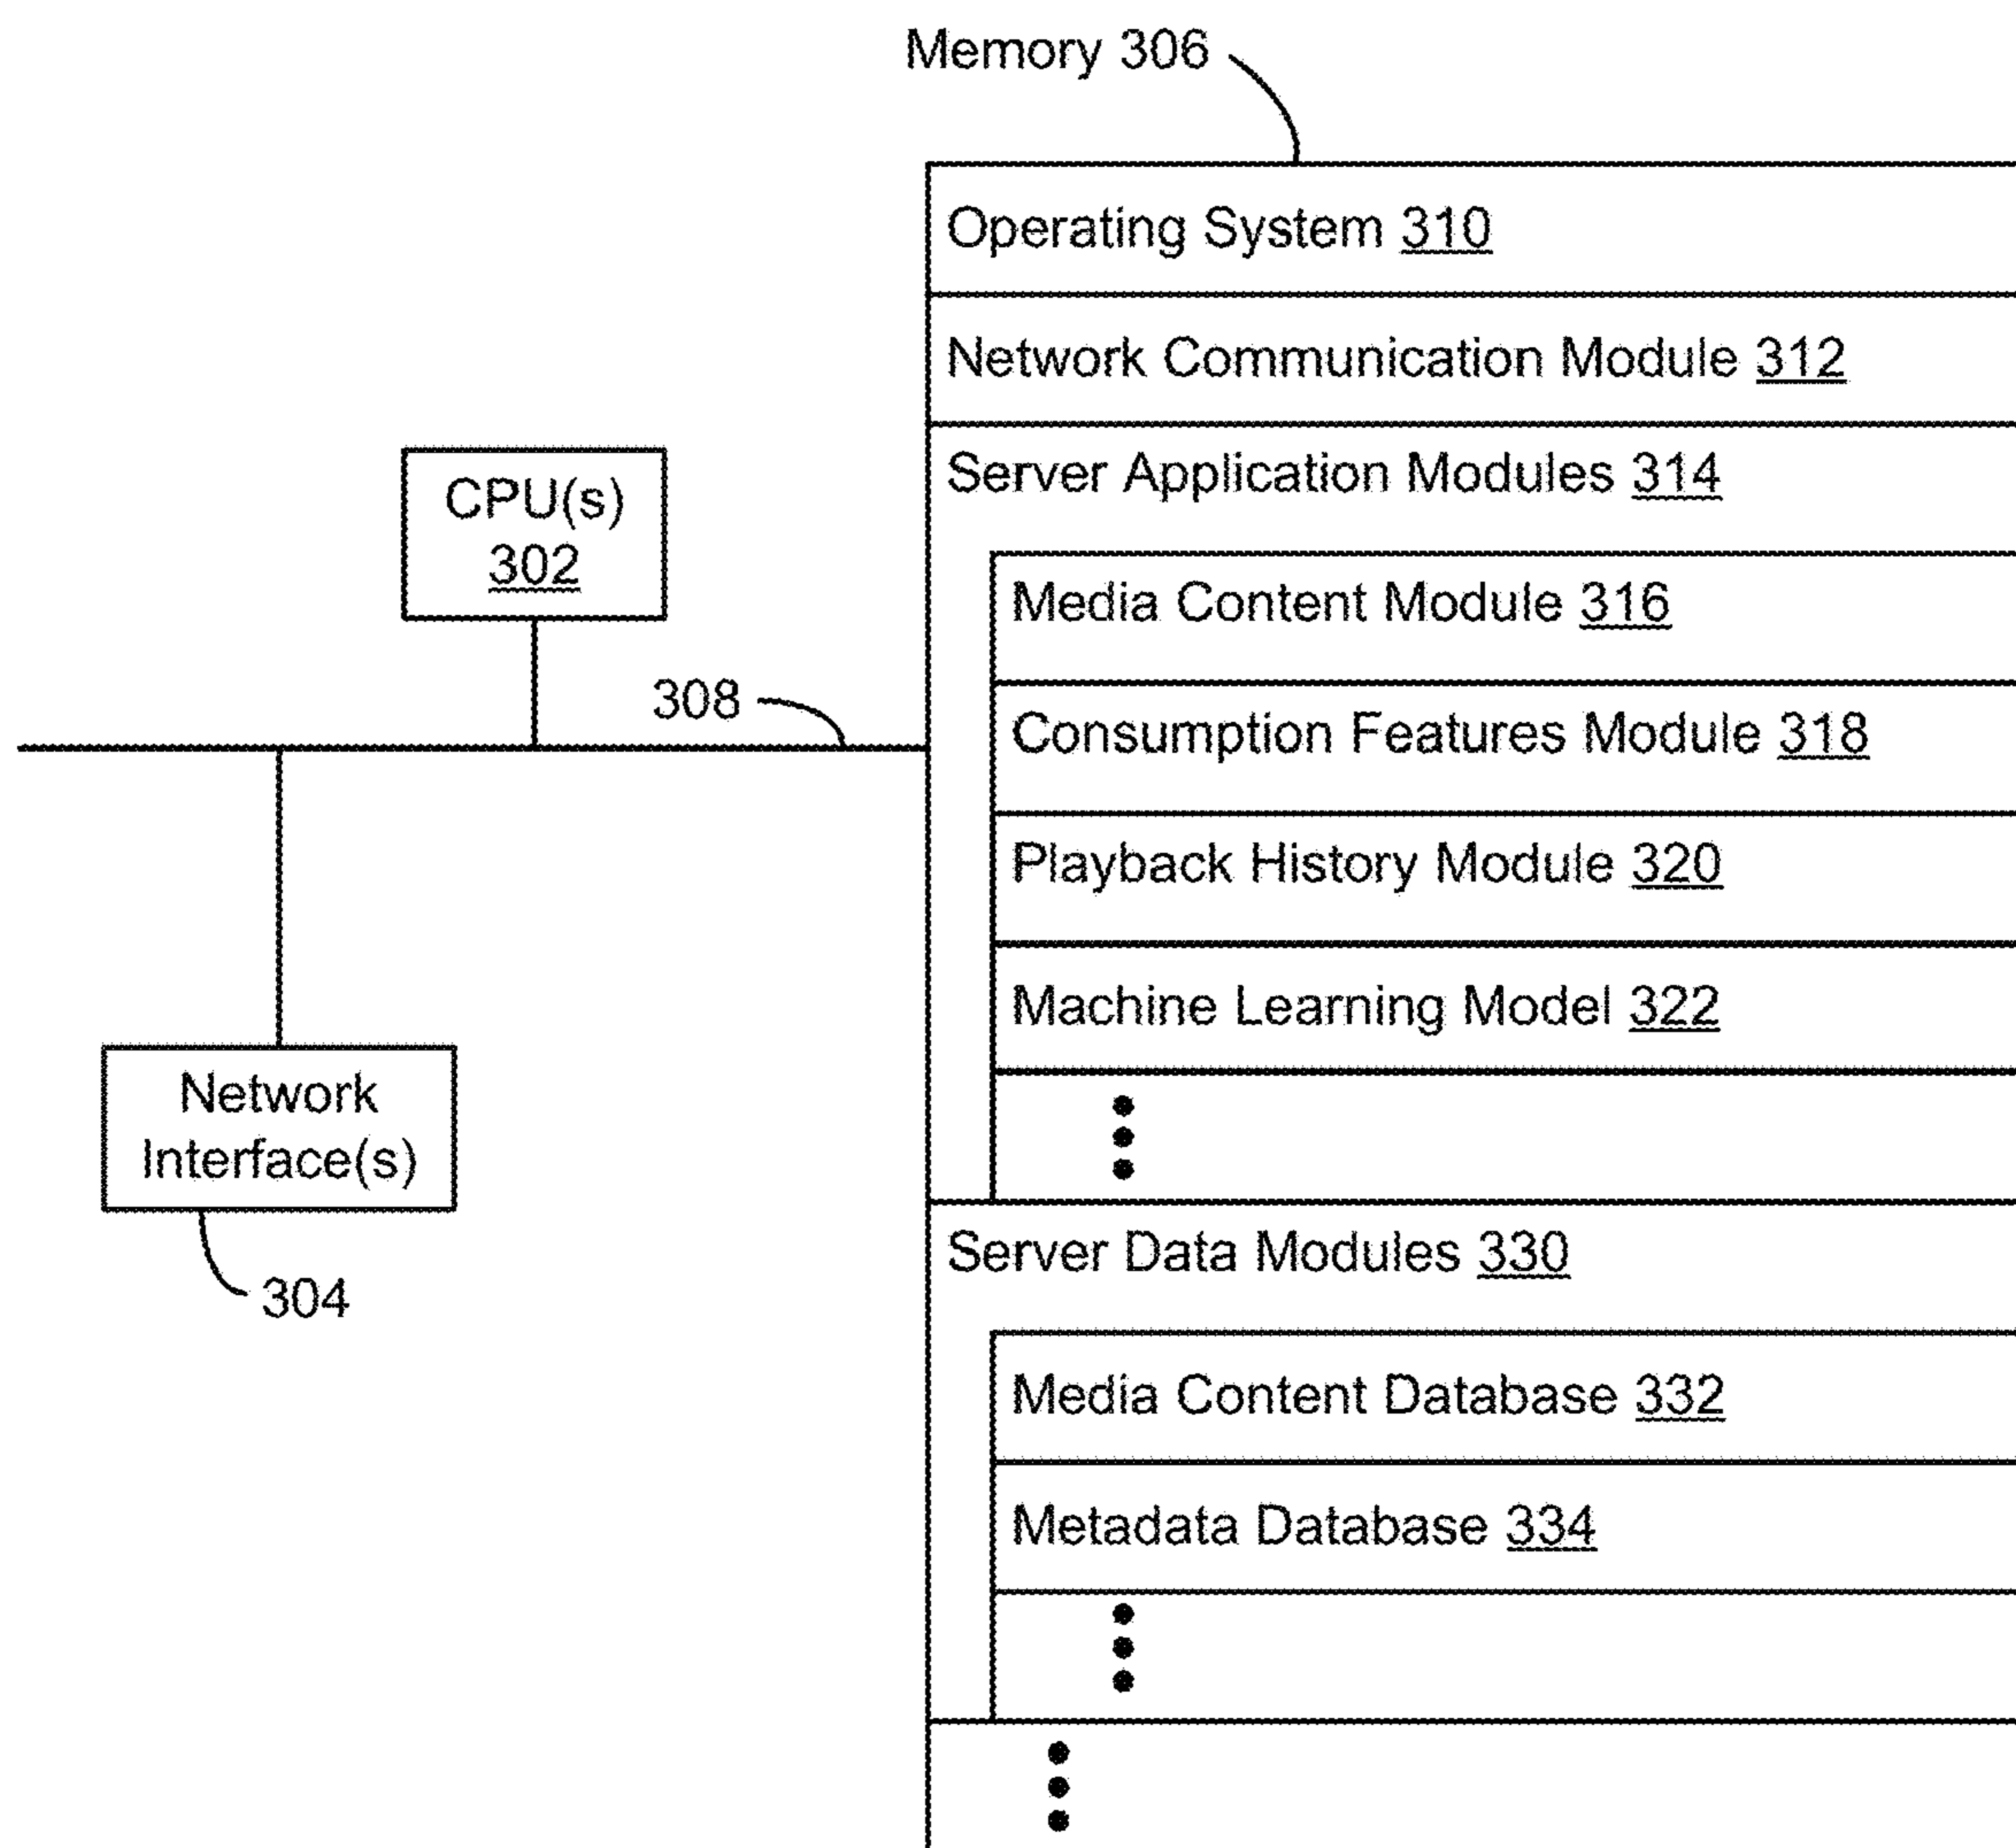 Memory 306
Operating System 310
Network Communication Module 312
Server Application Modules 314
CPU(s)
302
Media Content Module 316
308
Consumption Features Module 318
Playback History Module 320
Machine Learning Model 322
Network
Interface(s)
304
Server Data Modules 330
Media Content Database 332
Metadata Database 334